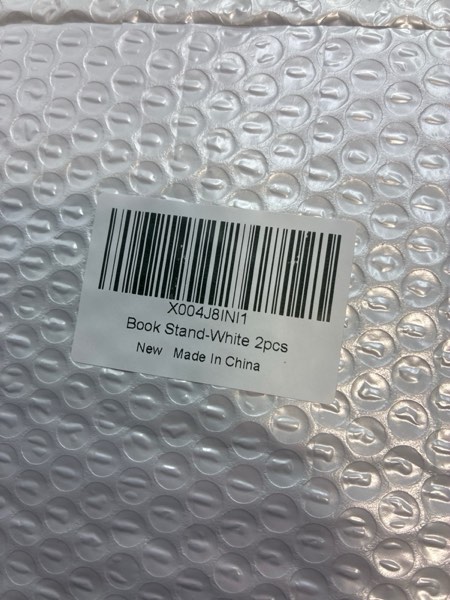 X004J8INI1
Book Stand-White 2pcs
New Made In China